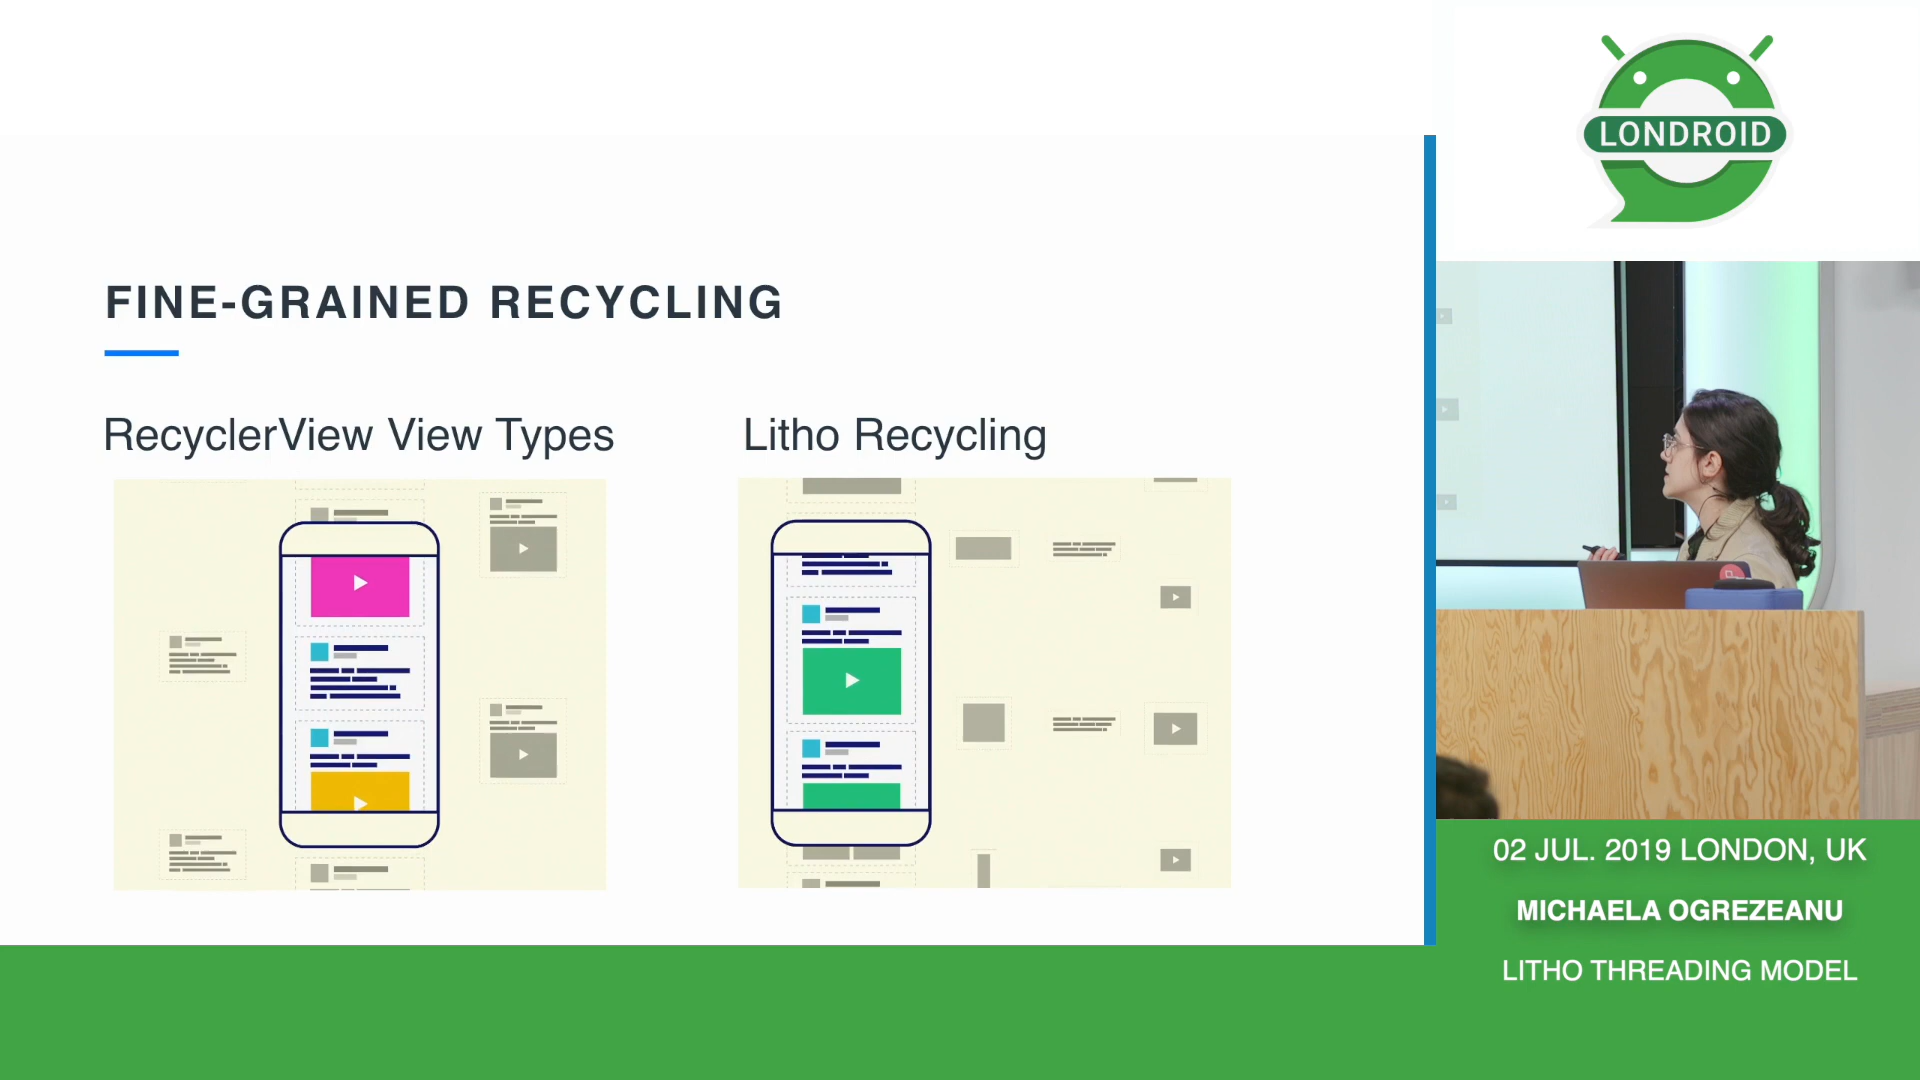 FINE-GRAINED RECYCLING
RecyclerView View Types
Litho Recycling
LONDROID
02 JUL. 2019 LONDON, UK
MICHAELA OGREZEANU
LITHO THREADING MODEL